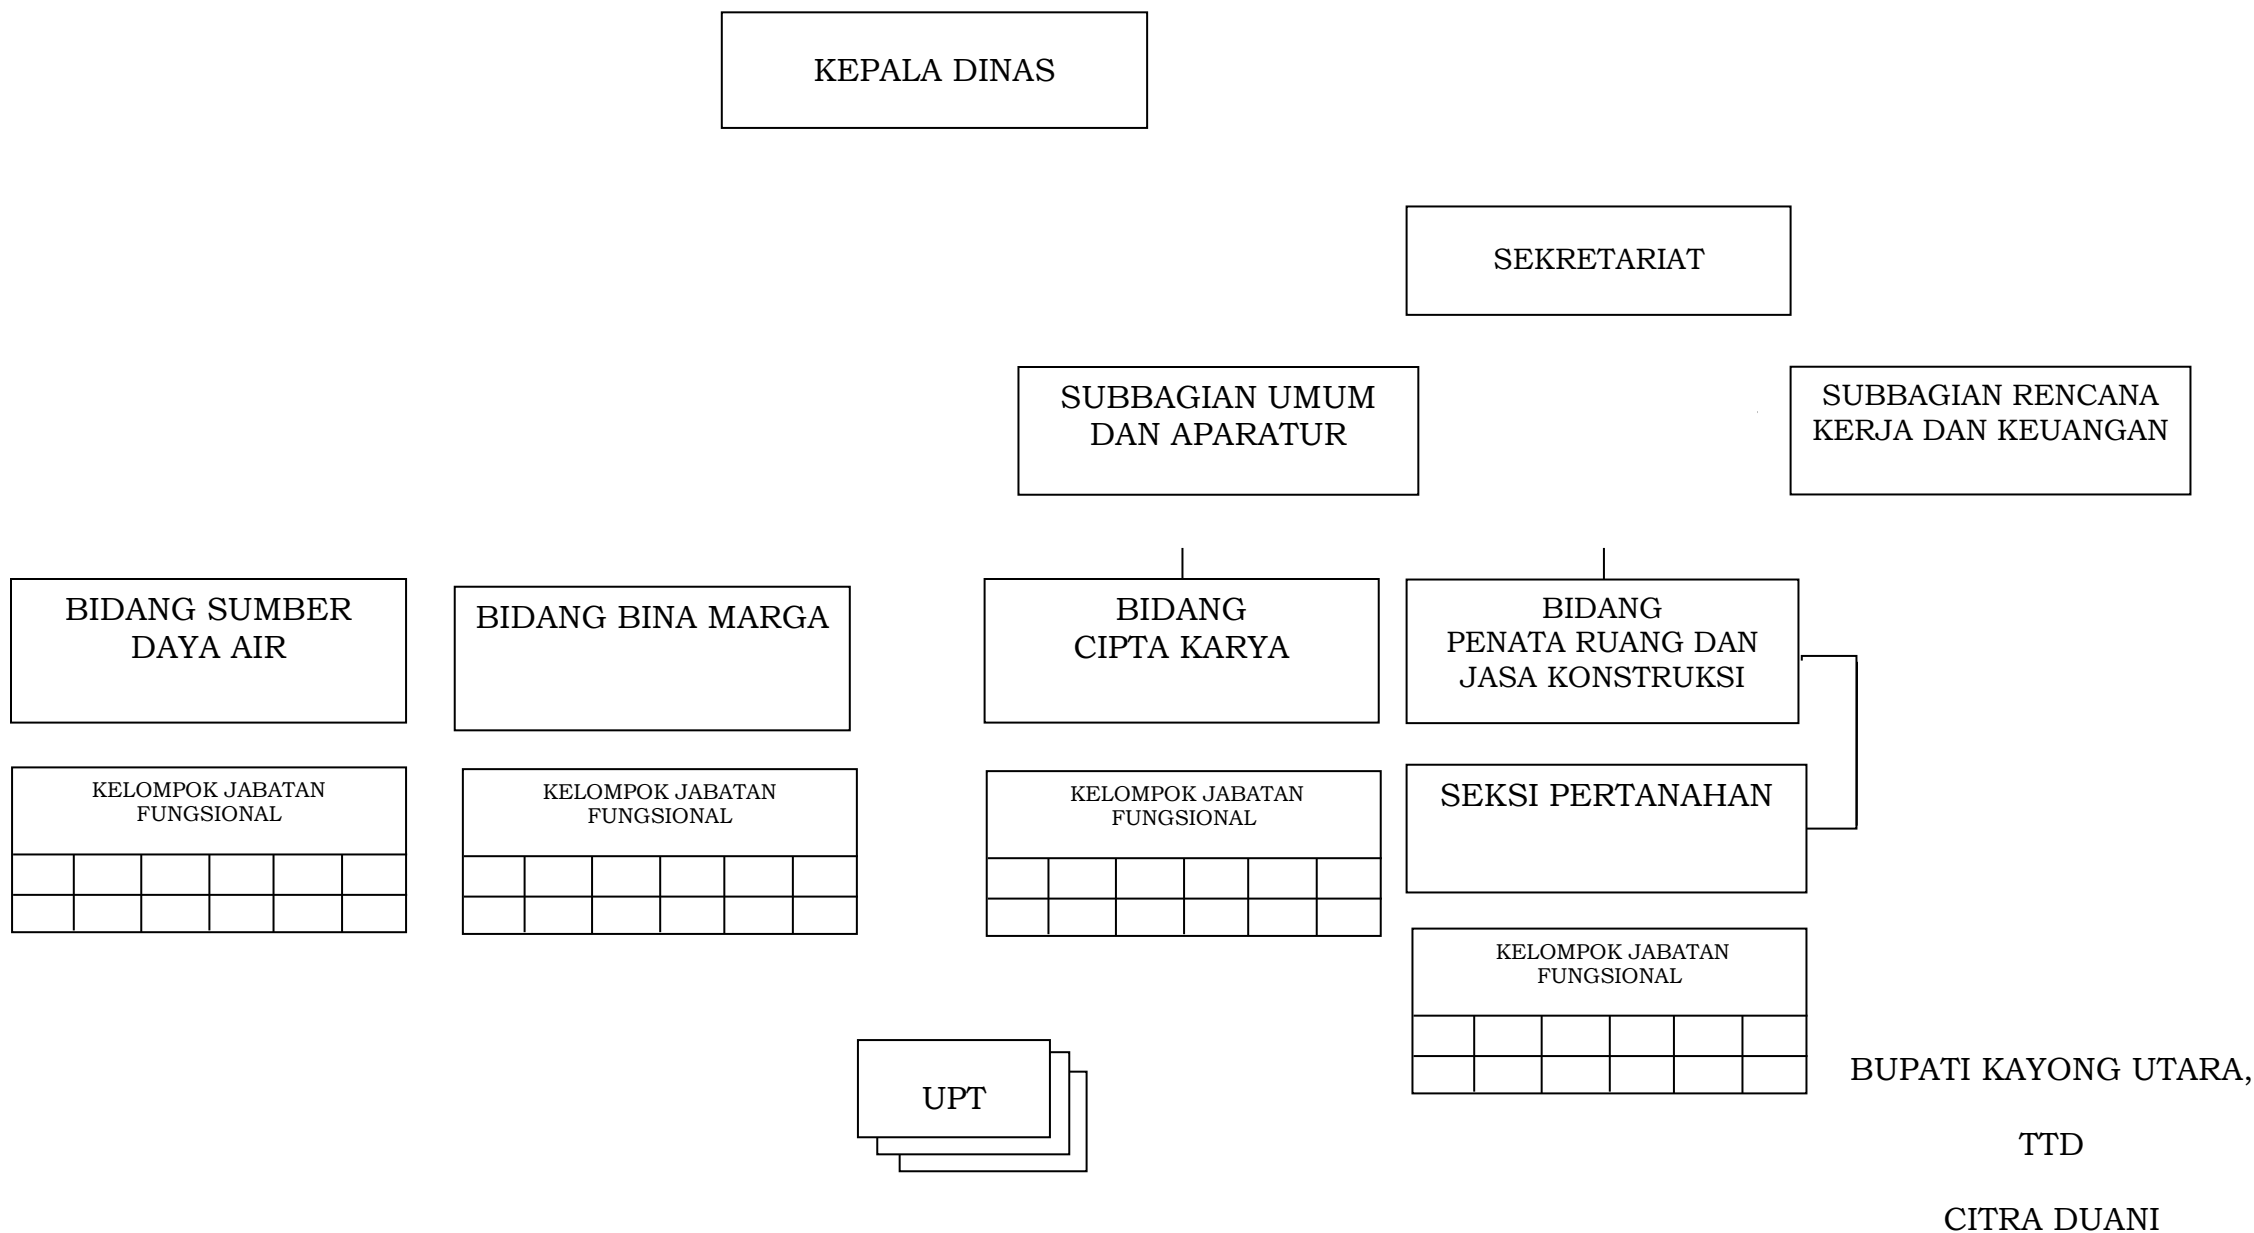 KEPALA DINAS
SEKRETARIAT
SUBBAGIAN UMUM
DAN APARATUR
SUBBAGIAN RENCANA
KERJA DAN KEUANGAN
BIDANG SUMBER
DAYA AIR
BIDANG BINA MARGA
BIDANG
CIPTA KARYA
BIDANG
PENATA RUANG DAN
JASA KONSTRUKSI
KELOMPOK JABATAN
FUNGSIONAL
KELOMPOK JABATAN
FUNGSIONAL
KELOMPOK JABATAN
FUNGSIONAL
SEKSI PERTANAHAN
KELOMPOK JABATAN
FUNGSIONAL
UPT
BUPATI KAYONG UTARA,
TTD
CITRA DUANI